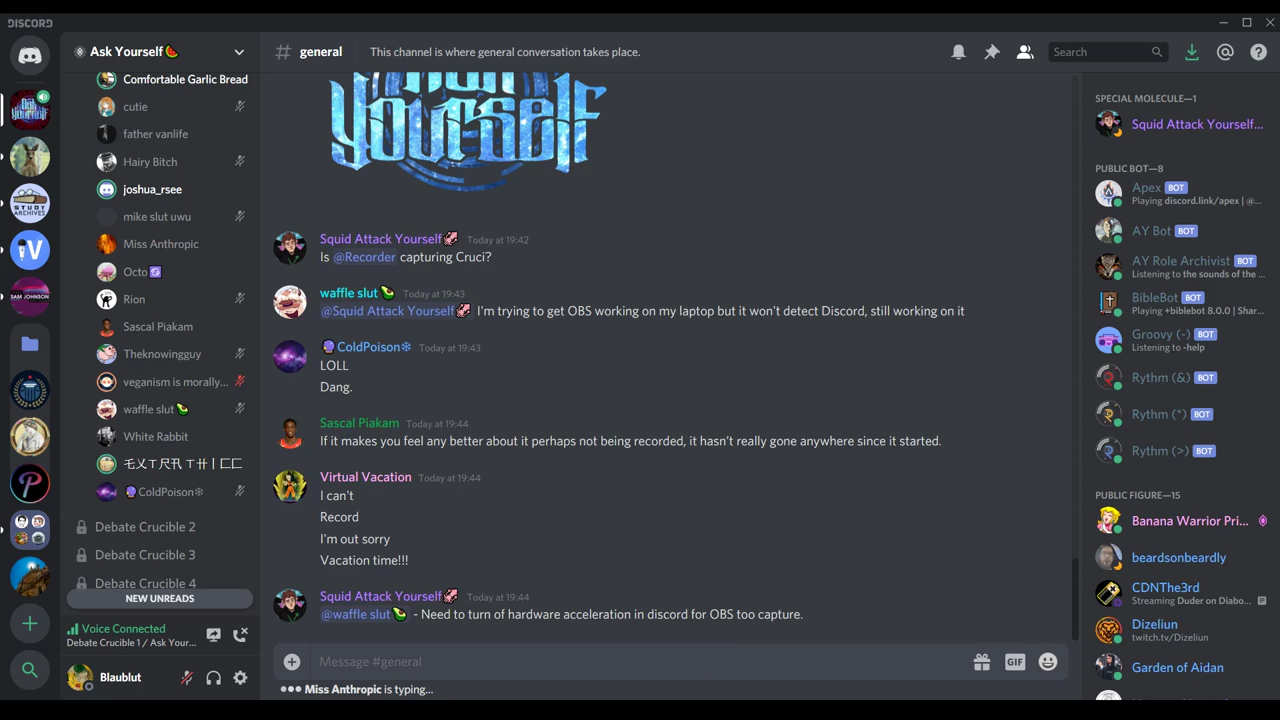 DISCORD
Ask Yourself🍉
# general
This channel is where general conversation takes place.
Search
Comfortable Garlic Bread
cutie
father vanlife
Hairy Bitch
joshua_rsee
mike slut uwu
Miss Anthropic
Octo
Rion
Sascal Piakam
Theknowingguy
veganism is morally...
waffle slut🥑
White Rabbit
🔮ColdPoison❄
Debate Crucible 2
Debate Crucible 3
Debate Crucible 4
NEW UNREADS
Voice Connected
Debate Crucible 1 / Ask Your...
Blaublut
STUDY
ARCHIVES
V
SAM JOHNSON
YOURSELF
Squid Attack Yourself🦑 Today at 19:42
Is @Recorder capturing Cruci?
waffle slut🥑 Today at 19:43
@Squid Attack Yourself🦑 I'm trying to get OBS working on my laptop but it won't detect Discord, still working on it
🔮ColdPoison❄ Today at 19:43
LOLL
Dang.
Sascal Piakam Today at 19:44
If it makes you feel any better about it perhaps not being recorded, it hasn't really gone anywhere since it started.
Virtual Vacation Today at 19:44
I can't
Record
I'm out sorry
Vacation time!!!
Squid Attack Yourself🦑 Today at 19:44
@waffle slut🥑 - Need to turn of hardware acceleration in discord for OBS too capture.
Message #general
GIF
Miss Anthropic is typing...
SPECIAL MOLECULE—1
Squid Attack Yourself...
PUBLIC BOT—8
Apex BOT
Playing discord.link/apex | @...
AY Bot BOT
AY Role Archivist BOT
Listening to the sounds of the ...
BibleBot BOT
Playing +biblebot 8.0.0 | Shar...
Groovy (-) BOT
Listening to -help
Rythm (&) BOT
Rythm (*) BOT
Rythm (>) BOT
PUBLIC FIGURE—15
Banana Warrior Pri...
beardsonbeardly
CDNThe3rd
Streaming Duder on Diabo...
Dizeliun
twitch.tv/Dizeliun
Garden of Aidan